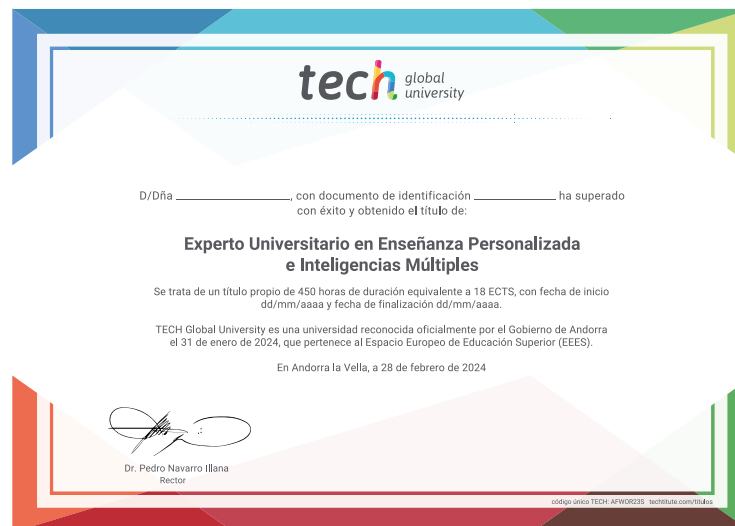 tech global university
D/Dña ______________, con documento de identificación ______________ ha superado
con éxito y obtenido el título de:
Experto Universitario en Enseñanza Personalizada
e Inteligencias Múltiples
Se trata de un título propio de 450 horas de duración equivalente a 18 ECTS, con fecha de inicio
dd/mm/aaaa y fecha de finalización dd/mm/aaaa.
TECH Global University es una universidad reconocida oficialmente por el Gobierno de Andorra
el 31 de enero de 2024, que pertenece al Espacio Europeo de Educación Superior (EEES).
En Andorra la Vella, a 28 de febrero de 2024
Dr. Pedro Navarro Illana
Rector
código único TECH: AFWOR23S techtitute.com/titulos